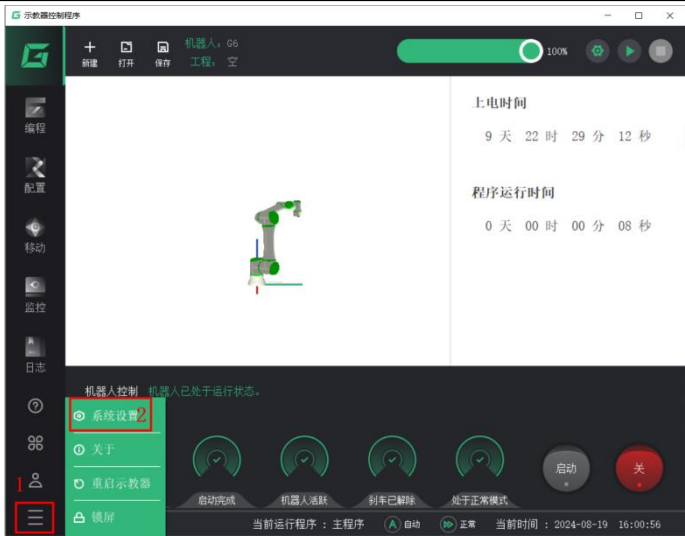 示教器控制程序
新建 打开 保存
机器人：G6
工程：空
100%
编程
配置
移动
监控
日志
上电时间
9 天 22 时 29 分 12 秒
程序运行时间
0 天 00 时 00 分 08 秒
机器人控制 机器人已处于运行状态。
系统设置 2
关于
重启示教器
锁屏
1
启动完成 机器人活跃 刹车已解除 处于正常模式
启动 关
当前运行程序：主程序 A 自动 正常 当前时间：2024-08-19 16:00:56